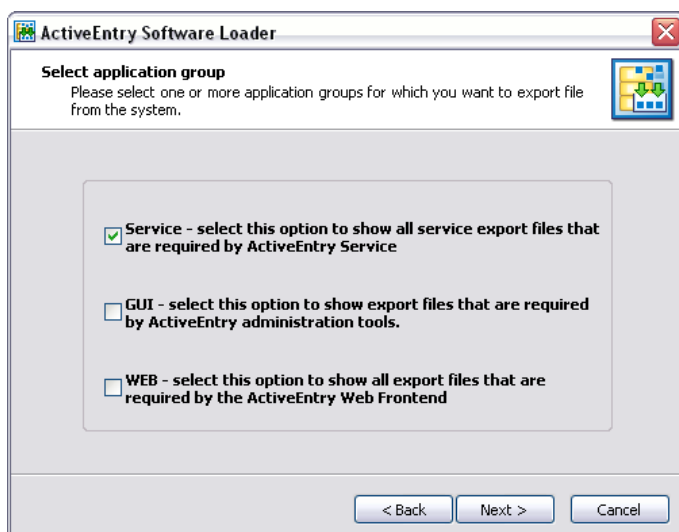 ActiveEntry Software Loader
Select application group
Please select one or more application groups for which you want to export file
from the system.
Service - select this option to show all service export files that
are required by ActiveEntry Service
GUI - select this option to show export files that are required
by ActiveEntry administration tools.
WEB - select this option to show all export files that are
required by the ActiveEntry Web Frontend
< Back Next > Cancel